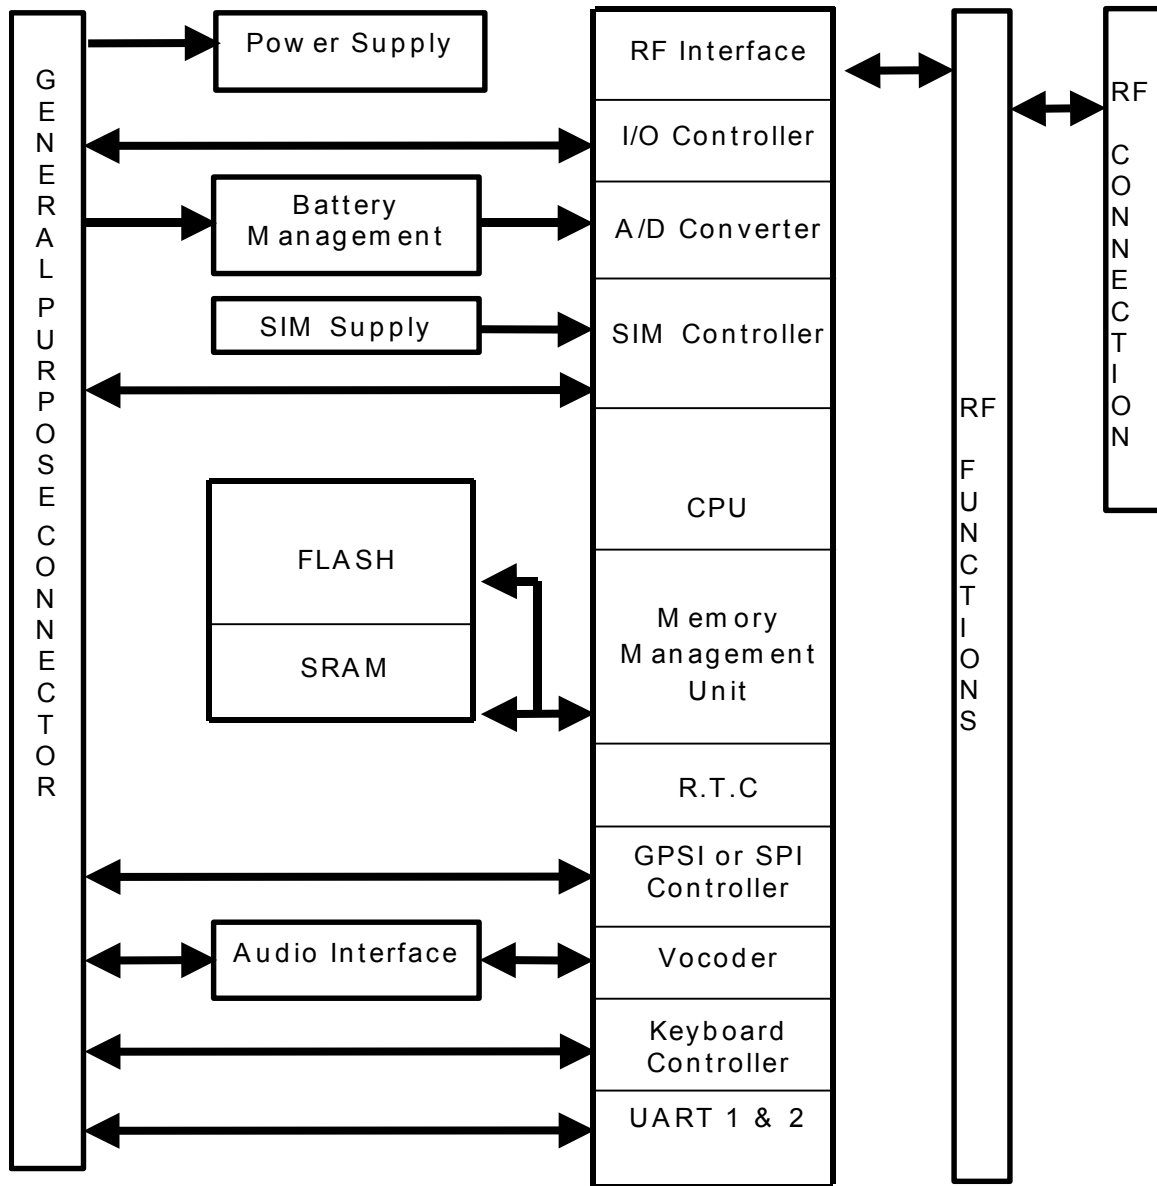 GENERAL PURPOSE CONNECTOR
Power Supply
Battery
Management
SIM Supply
FLASH
SRAM
Audio Interface
RF Interface
I/O Controller
A/D Converter
SIM Controller
CPU
Memory
Management
Unit
R.T.C
GPSI or SPI
Controller
Vocoder
Keyboard
Controller
UART 1 & 2
RF FUNCTIONS
RF CONNECTION